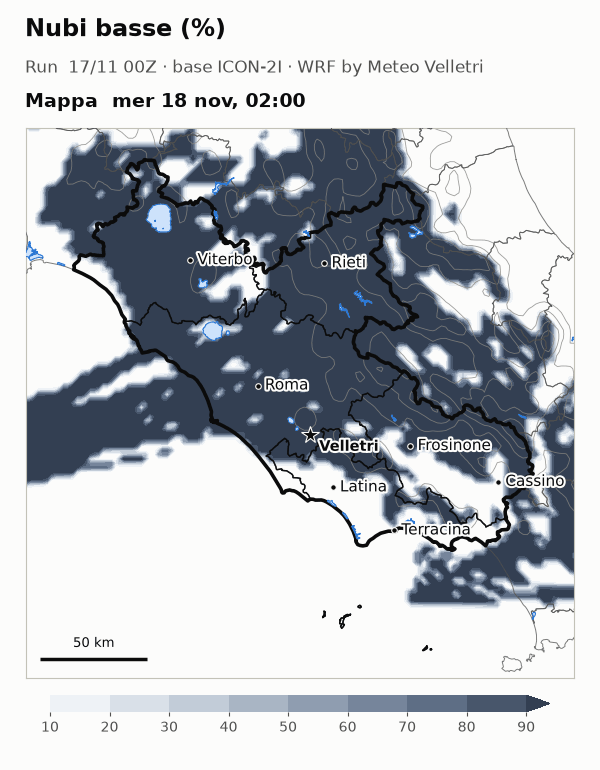 Nubi basse (%)
Run  17/11 00Z · base ICON-2I · WRF by Meteo Velletri
Mappa  mer 18 nov, 02:00
Viterbo
Rieti
Roma
Velletri
Frosinone
Cassino
Latina
Terracina
50 km
10 20 30 40 50 60 70 80 90